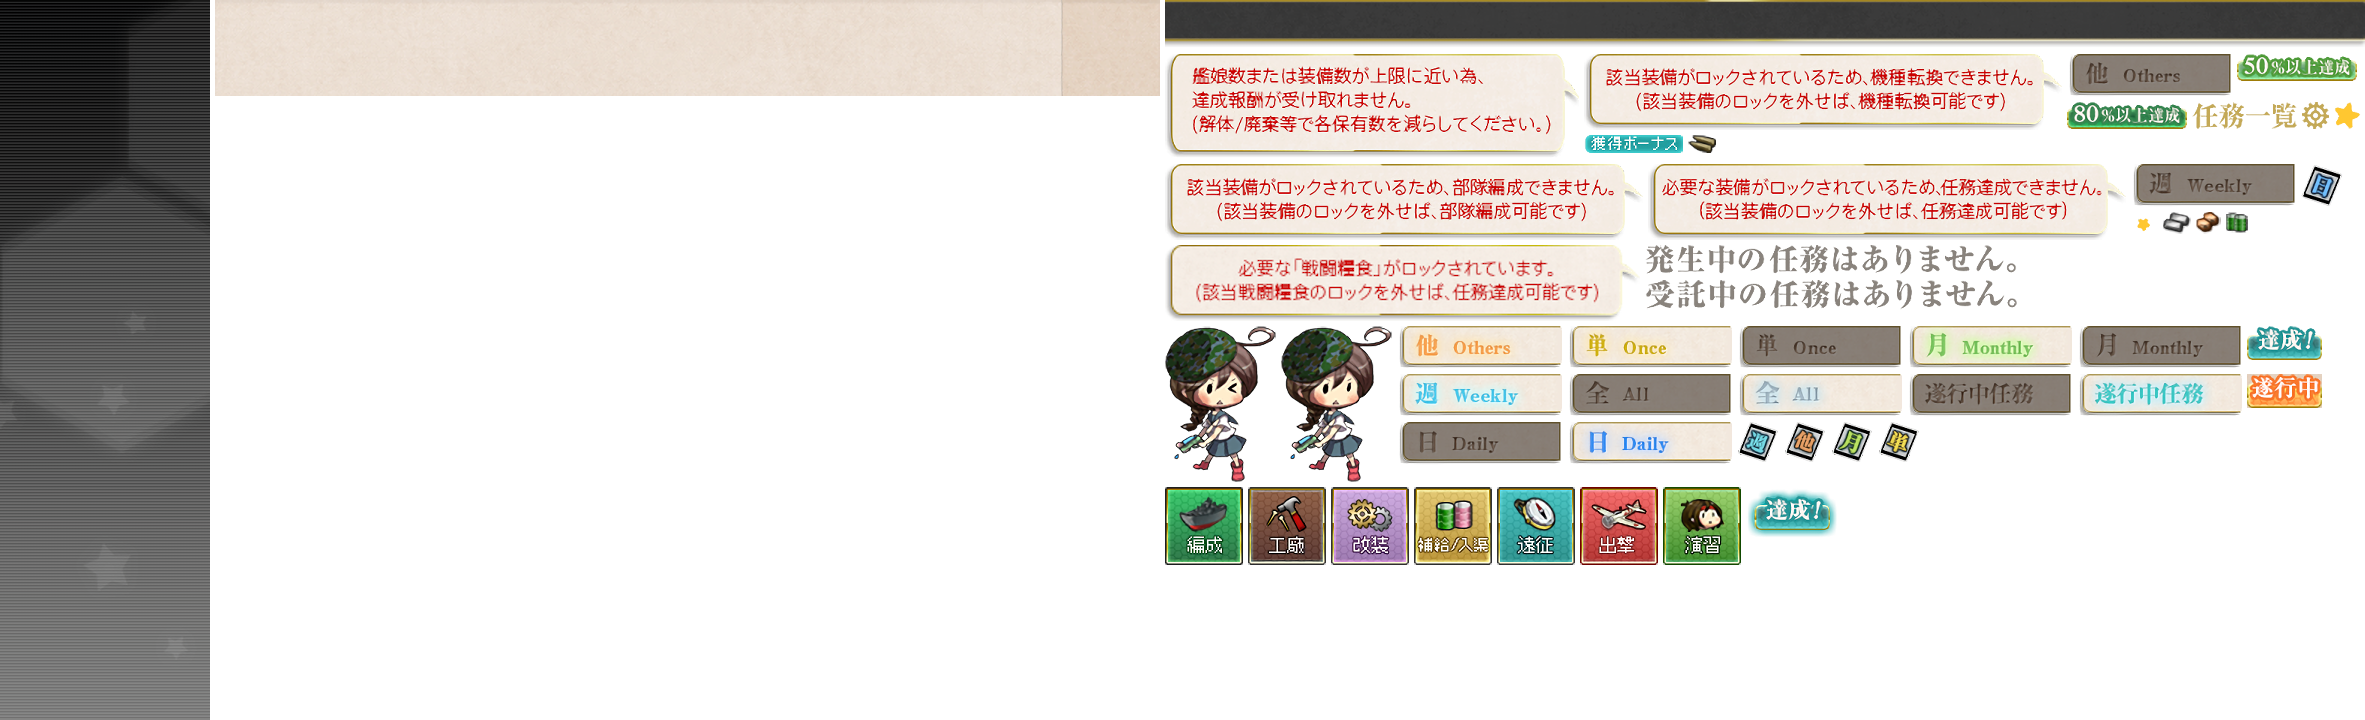 艦娘数または装備数が上限に近い為、
達成報酬が受け取れません。
(解体/廃棄等で各保有数を減らしてください。)
該当装備がロックされているため、機種転換できません。
(該当装備のロックを外せば、機種転換可能です)
他 Others
50%以上達成
80%以上達成
任務一覧
獲得ボーナス
該当装備がロックされているため、部隊編成できません。
(該当装備のロックを外せば、部隊編成可能です)
必要な装備がロックされているため、任務達成できません。
(該当装備のロックを外せば、任務達成可能です)
週 Weekly
日
必要な「戦闘糧食」がロックされています。
(該当戦闘糧食のロックを外せば、任務達成可能です)
発生中の任務はありません。
受託中の任務はありません。
他 Others
単 Once
単 Once
月 Monthly
月 Monthly
達成!
週 Weekly
全 All
全 All
遂行中任務
遂行中任務
遂行中
日 Daily
日 Daily
週
他
月
単
編成
工廠
改装
補給/入渠
遠征
出撃
演習
達成!